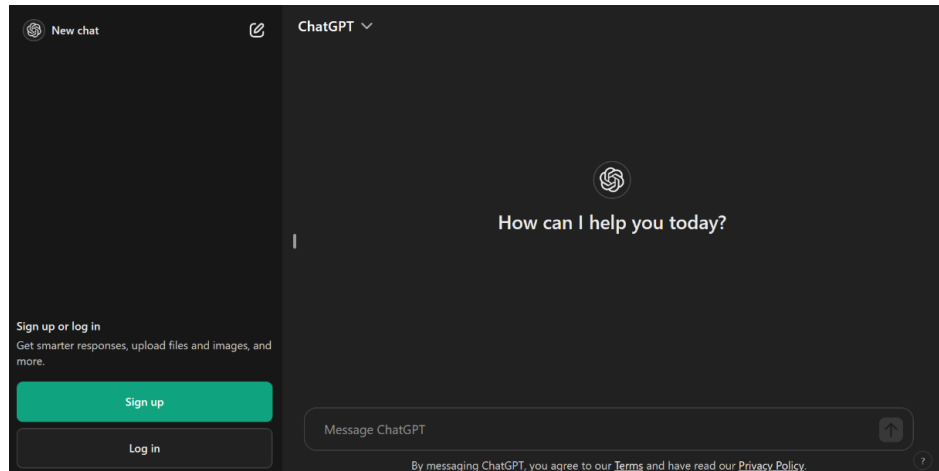 New chat
ChatGPT
How can I help you today?
Sign up or log in
Get smarter responses, upload files and images, and
more.
Sign up
Log in
Message ChatGPT
By messaging ChatGPT, you agree to our Terms and have read our Privacy Policy.
?